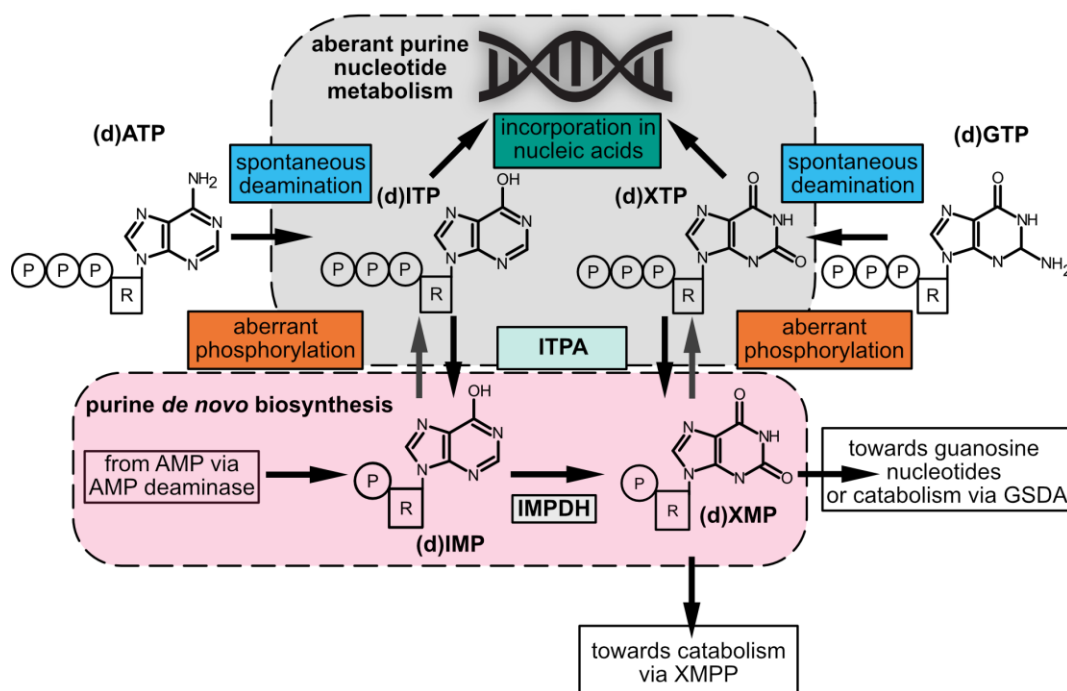 aberant purine
nucleotide
metabolism
(d)ATP
spontaneous
deamination
incorporation in
nucleic acids
(d)ITP
(d)XTP
spontaneous
deamination
(d)GTP
NH2
N
N
N
N
P
P
P
R
OH
N
N
N
N
P
P
P
R
O
N
NH
N
N
O
P
P
P
R
O
N
NH
N
N
NH2
P
P
P
R
aberrant
phosphorylation
ITPA
aberrant
phosphorylation
purine de novo biosynthesis
from AMP via
AMP deaminase
OH
N
N
N
N
P
R
(d)IMP
IMPDH
O
N
NH
N
N
O
P
R
(d)XMP
towards guanosine
nucleotides
or catabolism via GSDA
towards catabolism
via XMPP